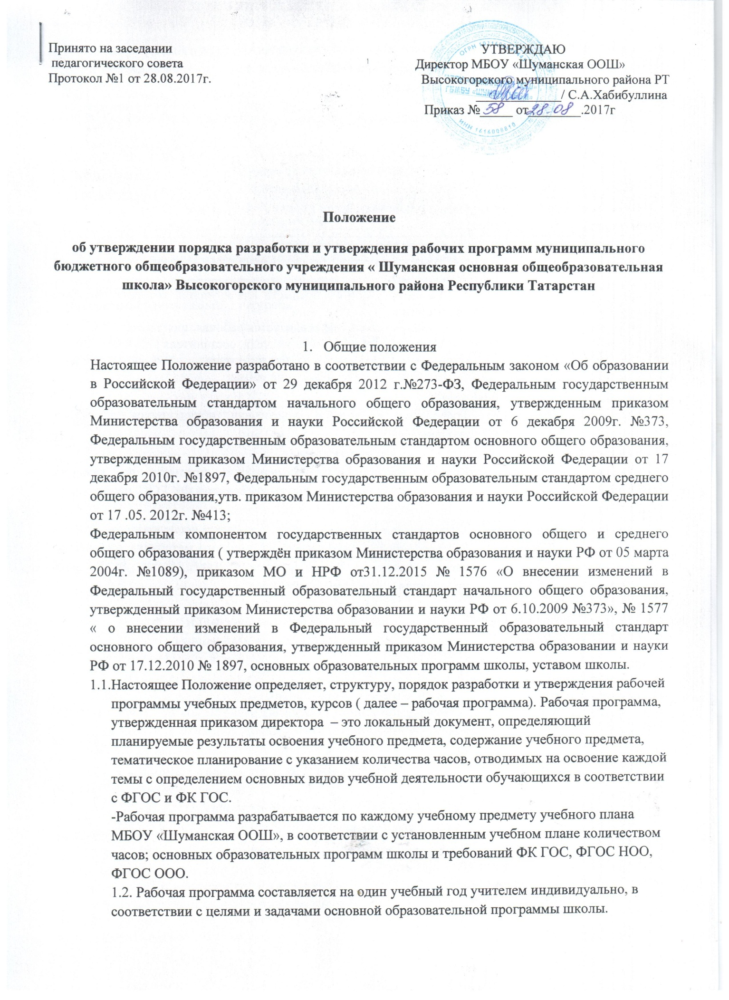 Принято на заседании
педагогического совета
Протокол №1 от 28.08.2017г.
УТВЕРЖДАЮ
Директор МБОУ «Шуманская ООШ»
Высокогорского муниципального района РТ
/ С.А.Хабибуллина
Приказ № 58 от 28-08 .2017г
ИНН 1616008810
Положение
об утверждении порядка разработки и утверждения рабочих программ муниципального
бюджетного общеобразовательного учреждения « Шуманская основная общеобразовательная
школа» Высокогорского муниципального района Республики Татарстан
1. Общие положения
Настоящее Положение разработано в соответствии с Федеральным законом «Об образовании
в Российской Федерации» от 29 декабря 2012 г.№273-ФЗ, Федеральным государственным
образовательным стандартом начального общего образования, утвержденным приказом
Министерства образования и науки Российской Федерации от 6 декабря 2009г. №373,
Федеральным государственным образовательным стандартом основного общего образования,
утвержденным приказом Министерства образования и науки Российской Федерации от 17
декабря 2010г. №1897, Федеральным государственным образовательным стандартом среднего
общего образования,утв. приказом Министерства образования и науки Российской Федерации
от 17 .05. 2012г. №413;
Федеральным компонентом государственных стандартов основного общего и среднего
общего образования ( утверждён приказом Министерства образования и науки РФ от 05 марта
2004г. №1089), приказом МО и НРФ от31.12.2015 № 1576 «О внесении изменений в
Федеральный государственный образовательный стандарт начального общего образования,
утвержденный приказом Министерства образовании и науки РФ от 6.10.2009 №373», № 1577
« о внесении изменений в Федеральный государственный образовательный стандарт
основного общего образования, утвержденный приказом Министерства образовании и науки
РФ от 17.12.2010 № 1897, основных образовательных программ школы, уставом школы.
1.1.Настоящее Положение определяет, структуру, порядок разработки и утверждения рабочей
программы учебных предметов, курсов ( далее – рабочая программа). Рабочая программа,
утвержденная приказом директора – это локальный документ, определяющий
планируемые результаты освоения учебного предмета, содержание учебного предмета,
тематическое планирование с указанием количества часов, отводимых на освоение каждой
темы с определением основных видов учебной деятельности обучающихся в соответствии
с ФГОС и ФК ГОС.
-Рабочая программа разрабатывается по каждому учебному предмету учебного плана
МБОУ «Шуманская ООШ», в соответствии с установленным учебном плане количеством
часов; основных образовательных программ школы и требований ФК ГОС, ФГОС НОО,
ФГОС ООО.
1.2. Рабочая программа составляется на один учебный год учителем индивидуально, в
соответствии с целями и задачами основной образовательной программы школы.